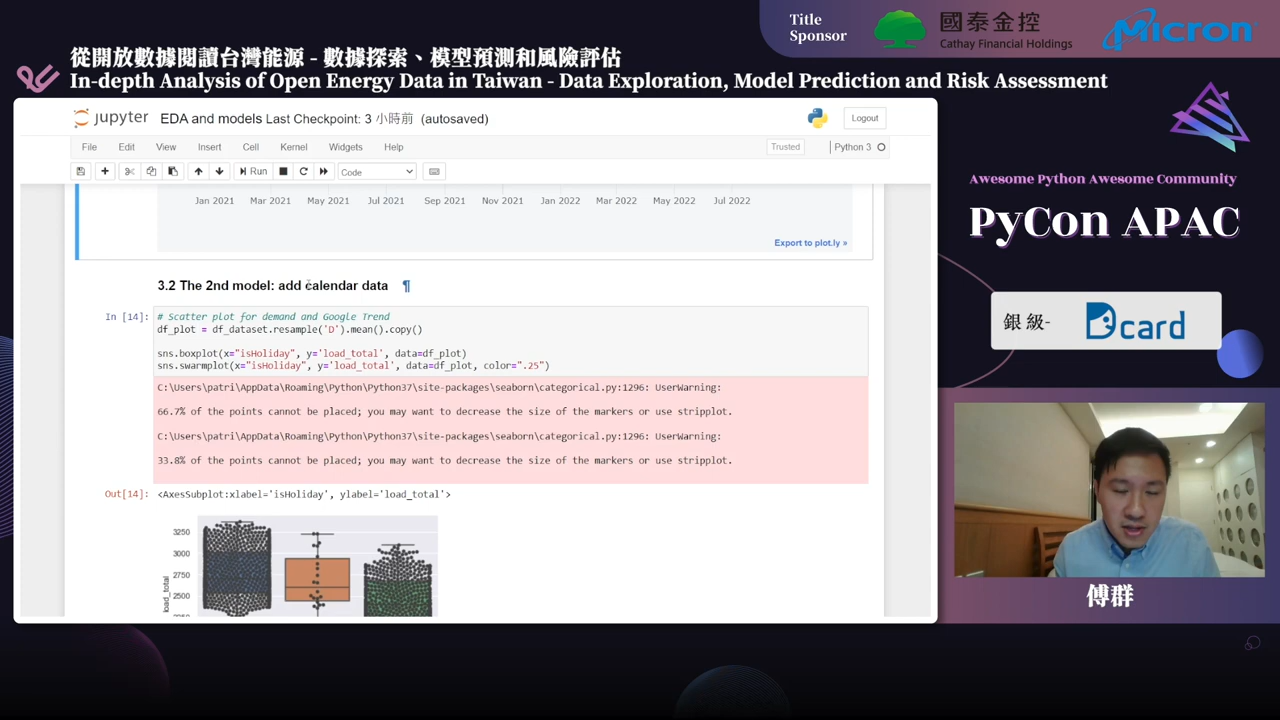 Title
Sponsor
國泰金控
Cathay Financial Holdings
Micron
從開放數據閱讀台灣能源 - 數據探索、模型預測和風險評估
In-depth Analysis of Open Energy Data in Taiwan - Data Exploration, Model Prediction and Risk Assessment
jupyter EDA and models Last Checkpoint: 3 小時前 (autosaved)
Logout
File Edit View Insert Cell Kernel Widgets Help
Trusted
Python 3
Run
Code
Jan 2021 Mar 2021 May 2021 Jul 2021 Sep 2021 Nov 2021 Jan 2022 Mar 2022 May 2022 Jul 2022
Export to plot.ly »
3.2 The 2nd model: add calendar data ¶
In [14]: # Scatter plot for demand and Google Trend
df_plot = df_dataset.resample('D').mean().copy()
sns.boxplot(x="isHoliday", y='load_total', data=df_plot)
sns.swarmplot(x="isHoliday", y='load_total', data=df_plot, color=".25")
C:\Users\patri\AppData\Roaming\Python\Python37\site-packages\seaborn\categorical.py:1296: UserWarning:
66.7% of the points cannot be placed; you may want to decrease the size of the markers or use stripplot.
C:\Users\patri\AppData\Roaming\Python\Python37\site-packages\seaborn\categorical.py:1296: UserWarning:
33.8% of the points cannot be placed; you may want to decrease the size of the markers or use stripplot.
Out[14]: <AxesSubplot:xlabel='isHoliday', ylabel='load_total'>
3250
3000
2750
2500
load_total
Awesome Python Awesome Community
PyCon APAC
銀級-
Dcard
傅群